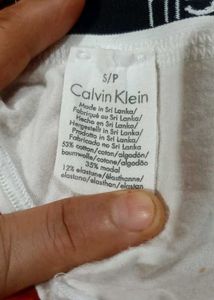 S/P
Calvin Klein
Made in Sri Lanka/
Fabriqué au Sri Lanka/
Hecho en Sri Lanka/
Hergestellt in Sri Lanka/
Prodotto in Sri Lanka/
Fabricado no Sri Lanka
53% cotton/coton/algodón/
baumwolle/cotone/algodão
35% modal
12% elastane/élasthanne/
elastano/elasthan/elastan